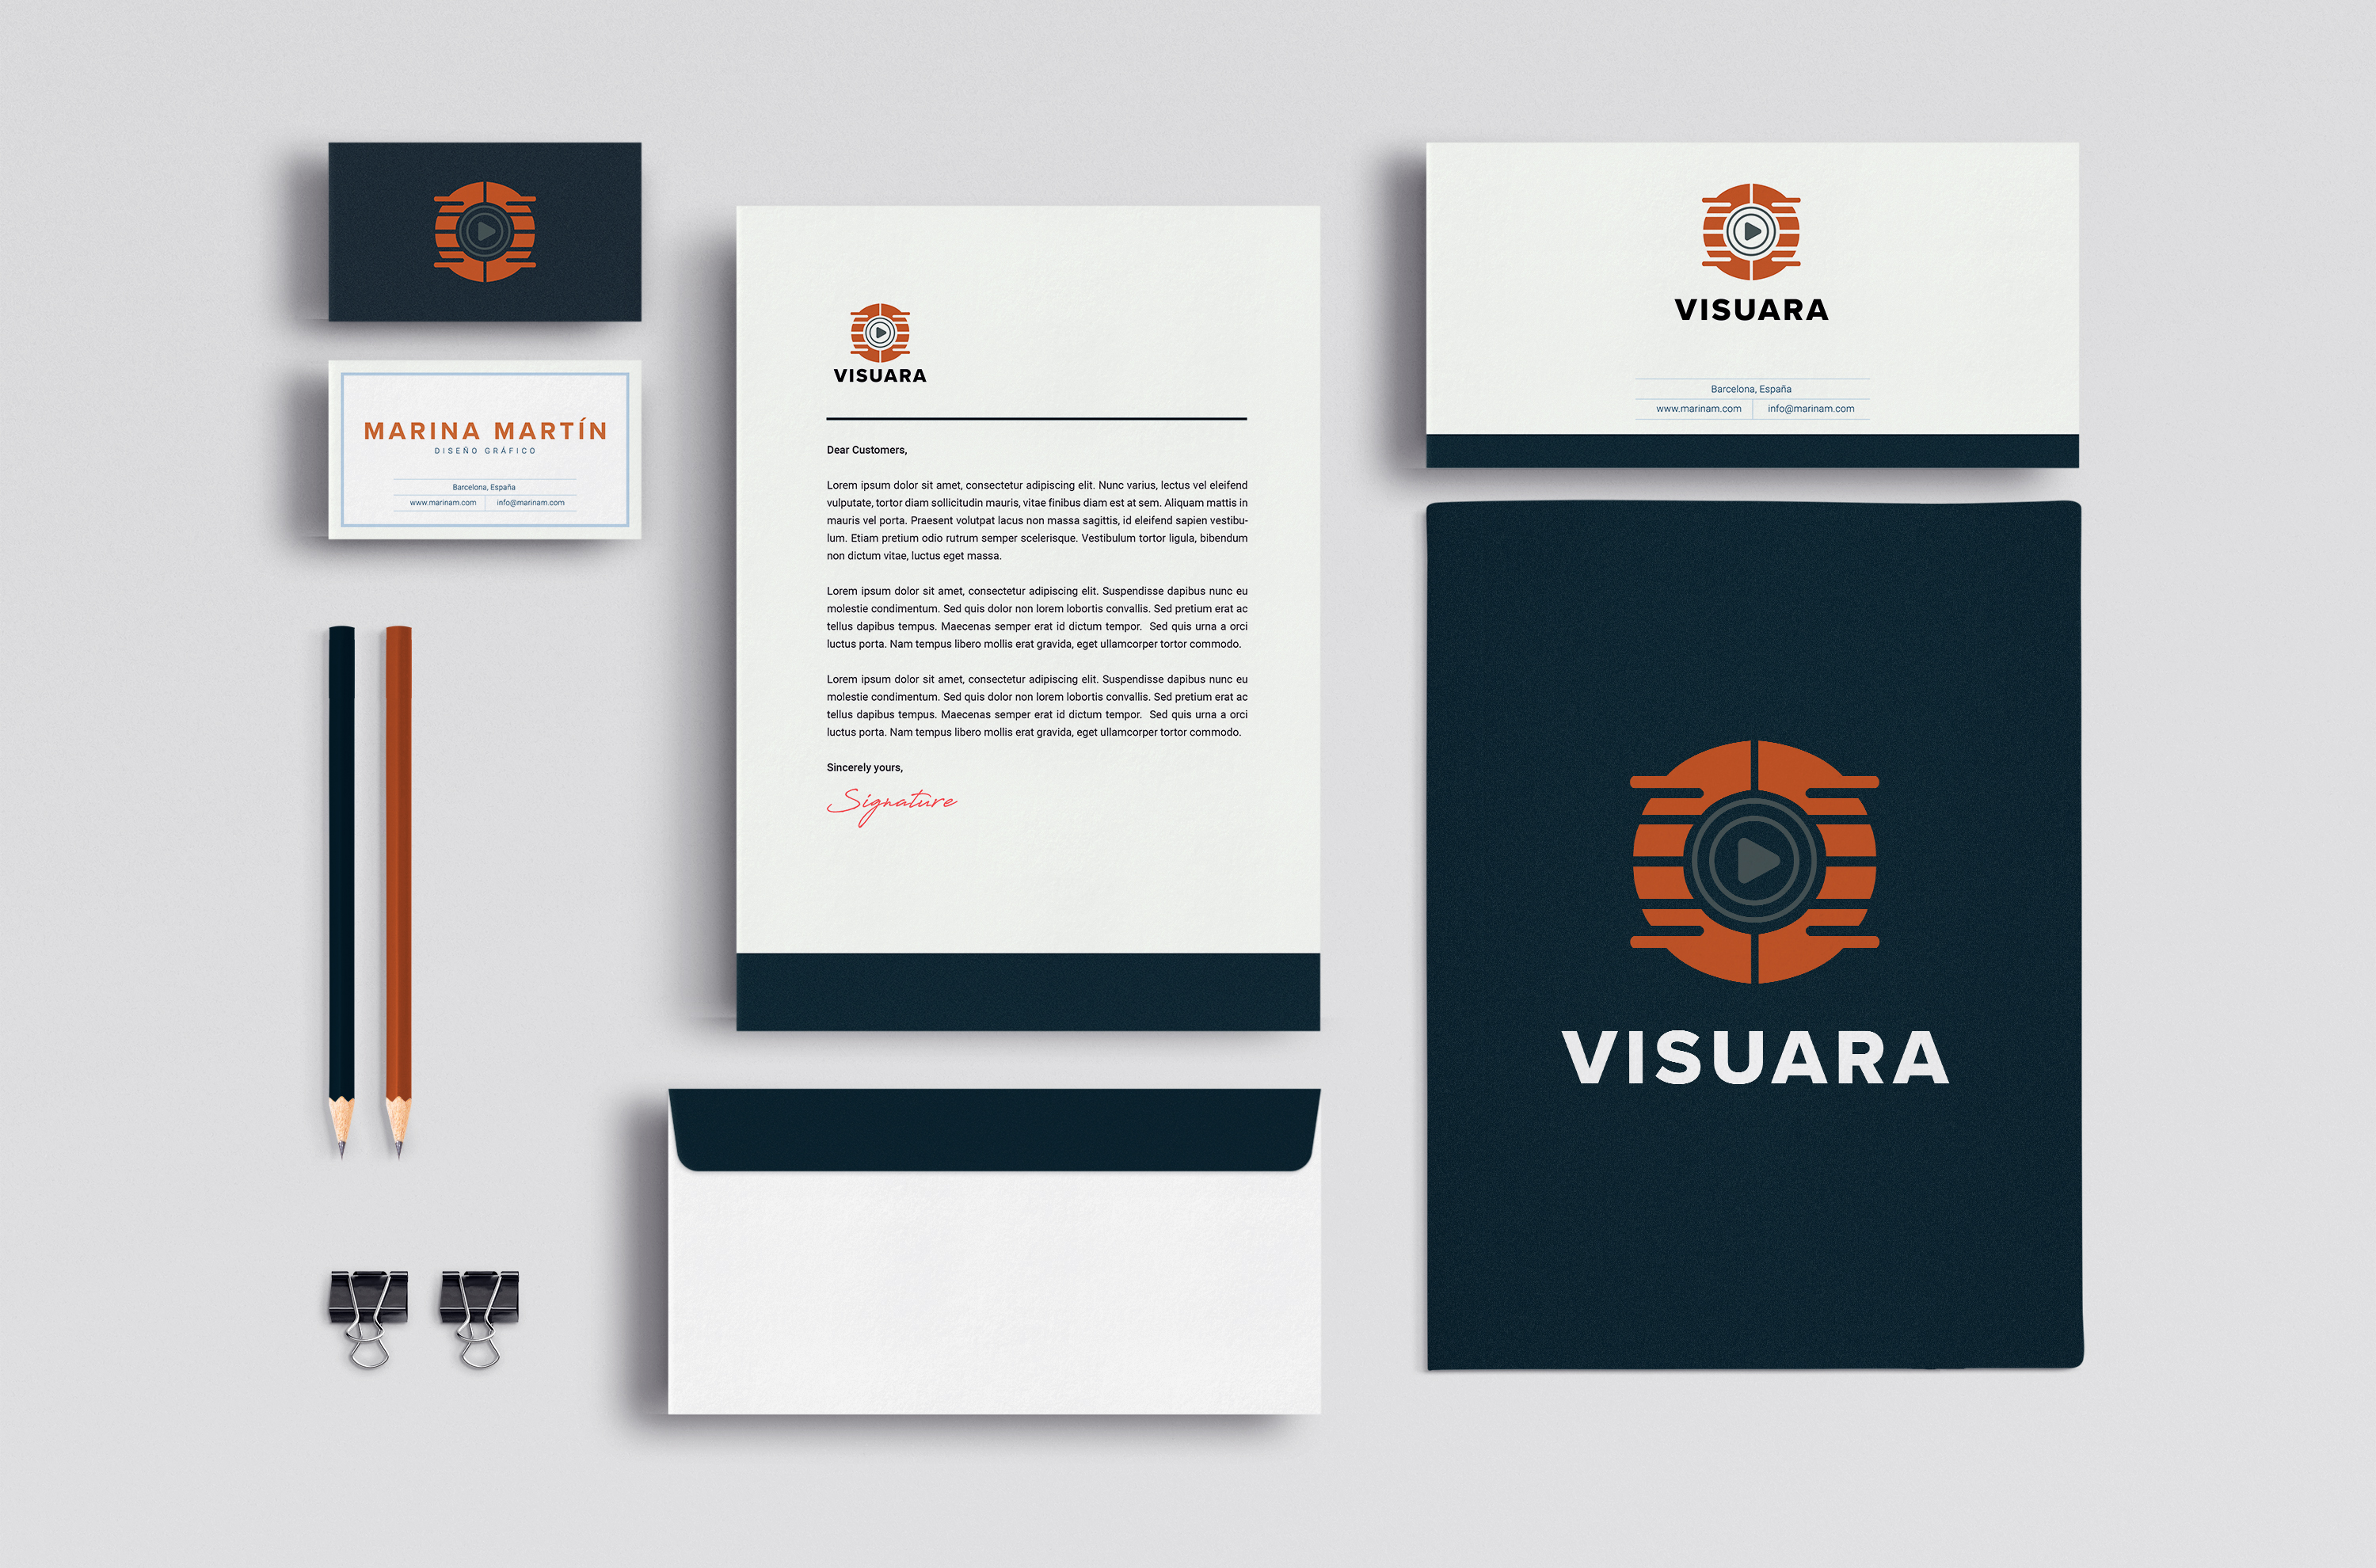 MARINA MARTÍN
DISEÑO GRÁFICO
Barcelona, España
www.marinam.com info@marinam.com
VISUARA
Dear Customers,
Lorem ipsum dolor sit amet, consectetur adipiscing elit. Nunc varius, lectus vel eleifend
vulputate, tortor diam sollicitudin mauris, vitae finibus diam est at sem. Aliquam mattis in
mauris vel porta. Praesent volutpat lacus non massa sagittis, id eleifend sapien vestibu-
lum. Etiam pretium odio rutrum semper scelerisque. Vestibulum tortor ligula, bibendum
non dictum vitae, luctus eget massa.
Lorem ipsum dolor sit amet, consectetur adipiscing elit. Suspendisse dapibus nunc eu
molestie condimentum. Sed quis dolor non lorem lobortis convallis. Sed pretium erat ac
tellus dapibus tempus. Maecenas semper erat id dictum tempor. Sed quis urna a orci
luctus porta. Nam tempus libero mollis erat gravida, eget ullamcorper tortor commodo.
Lorem ipsum dolor sit amet, consectetur adipiscing elit. Suspendisse dapibus nunc eu
molestie condimentum. Sed quis dolor non lorem lobortis convallis. Sed pretium erat ac
tellus dapibus tempus. Maecenas semper erat id dictum tempor. Sed quis urna a orci
luctus porta. Nam tempus libero mollis erat gravida, eget ullamcorper tortor commodo.
Sincerely yours,
Signature
VISUARA
Barcelona, España
www.marinam.com info@marinam.com
VISUARA